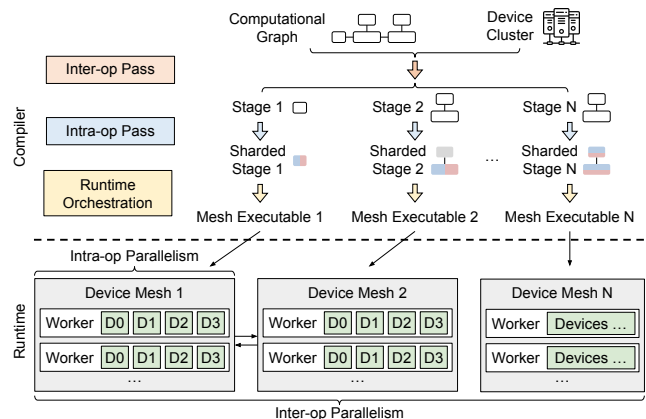 Computational
Graph
Device
Cluster
Compiler
Inter-op Pass
Stage 1
Stage 2
Stage N
Intra-op Pass
Sharded
Stage 1
Sharded
Stage 2
...
Sharded
Stage N
Runtime
Orchestration
Mesh Executable 1
Mesh Executable 2
Mesh Executable N
Runtime
Intra-op Parallelism
Device Mesh 1
Worker D0 D1 D2 D3
Worker D0 D1 D2 D3
...
Device Mesh 2
Worker D0 D1 D2 D3
Worker D0 D1 D2 D3
...
Device Mesh N
Worker Devices ...
Worker Devices ...
...
Inter-op Parallelism